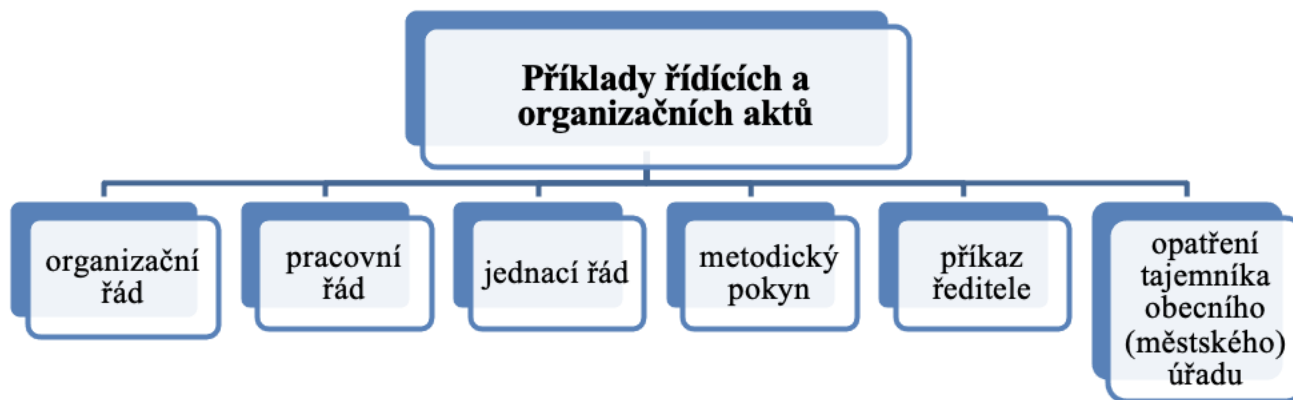 Příklady řídících a
organizačních aktů
organizační
řád
pracovní
řád
jednací řád
metodický
pokyn
příkaz
ředitele
opatření
tajemníka
obecního
(městského)
úřadu